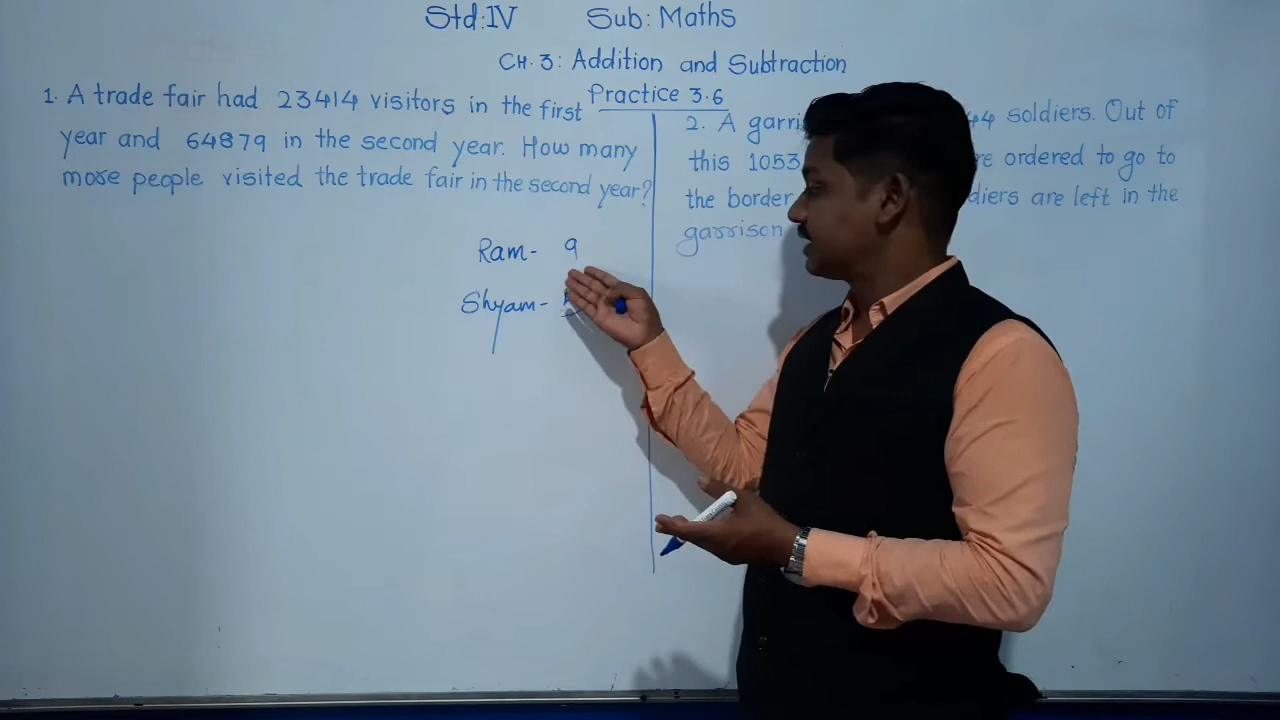 Std:IV Sub: Maths
CH.3: Addition and Subtraction
Practice 3.6
1. A trade fair had 23414 visitors in the first
year and 64879 in the second year. How many
more people visited the trade fair in the second year?
Ram- 9
Shyam-
2. A soldiers. Out of
this ordered to go to
the border are left in the
garrison